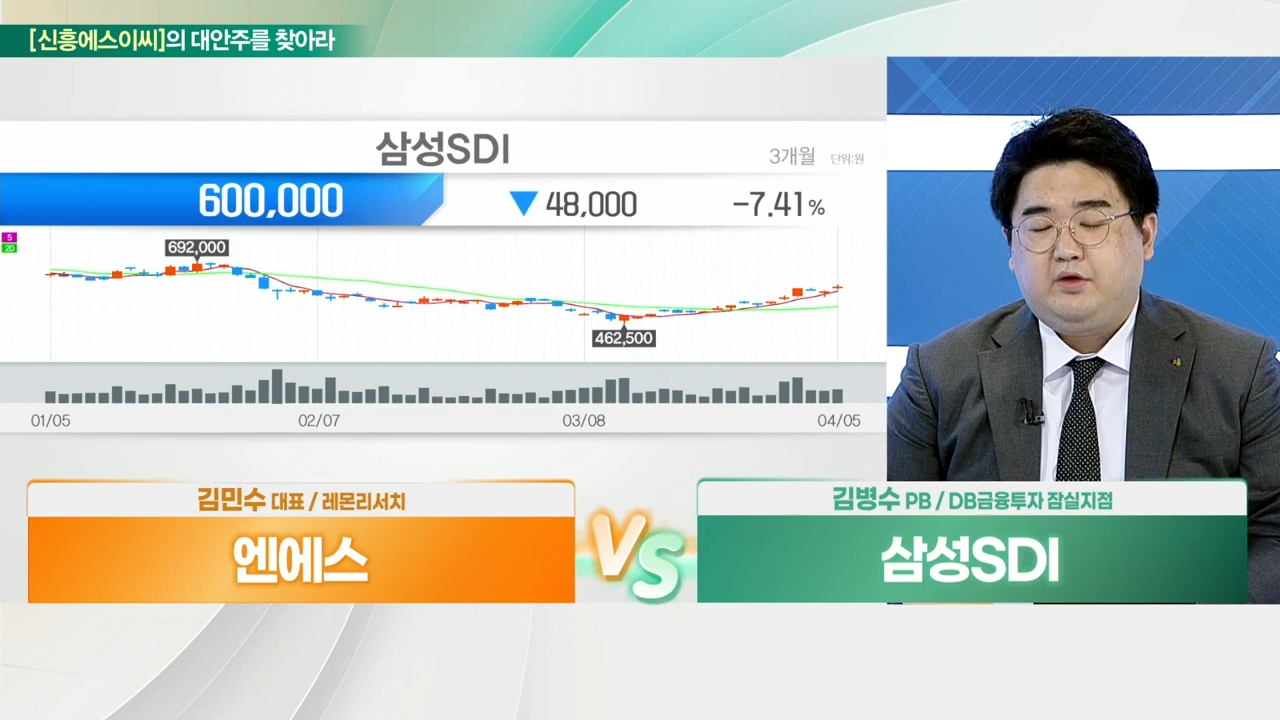 [신흥에스이씨]의 대안주를 찾아라
삼성SDI
3개월 단위:원
600,000 ▼ 48,000 -7.41%
5
20
692,000
462,500
01/05 02/07 03/08 04/05
김민수 대표 / 레몬리서치
엔에스
VS
김병수 PB / DB금융투자 잠실지점
삼성SDI